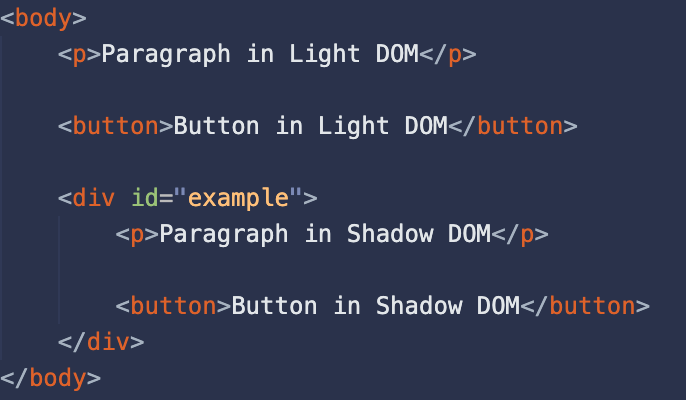 <body>
<p>Paragraph in Light DOM</p>
<button>Button in Light DOM</button>
<div id="example">
<p>Paragraph in Shadow DOM</p>
<button>Button in Shadow DOM</button>
</div>
</body>